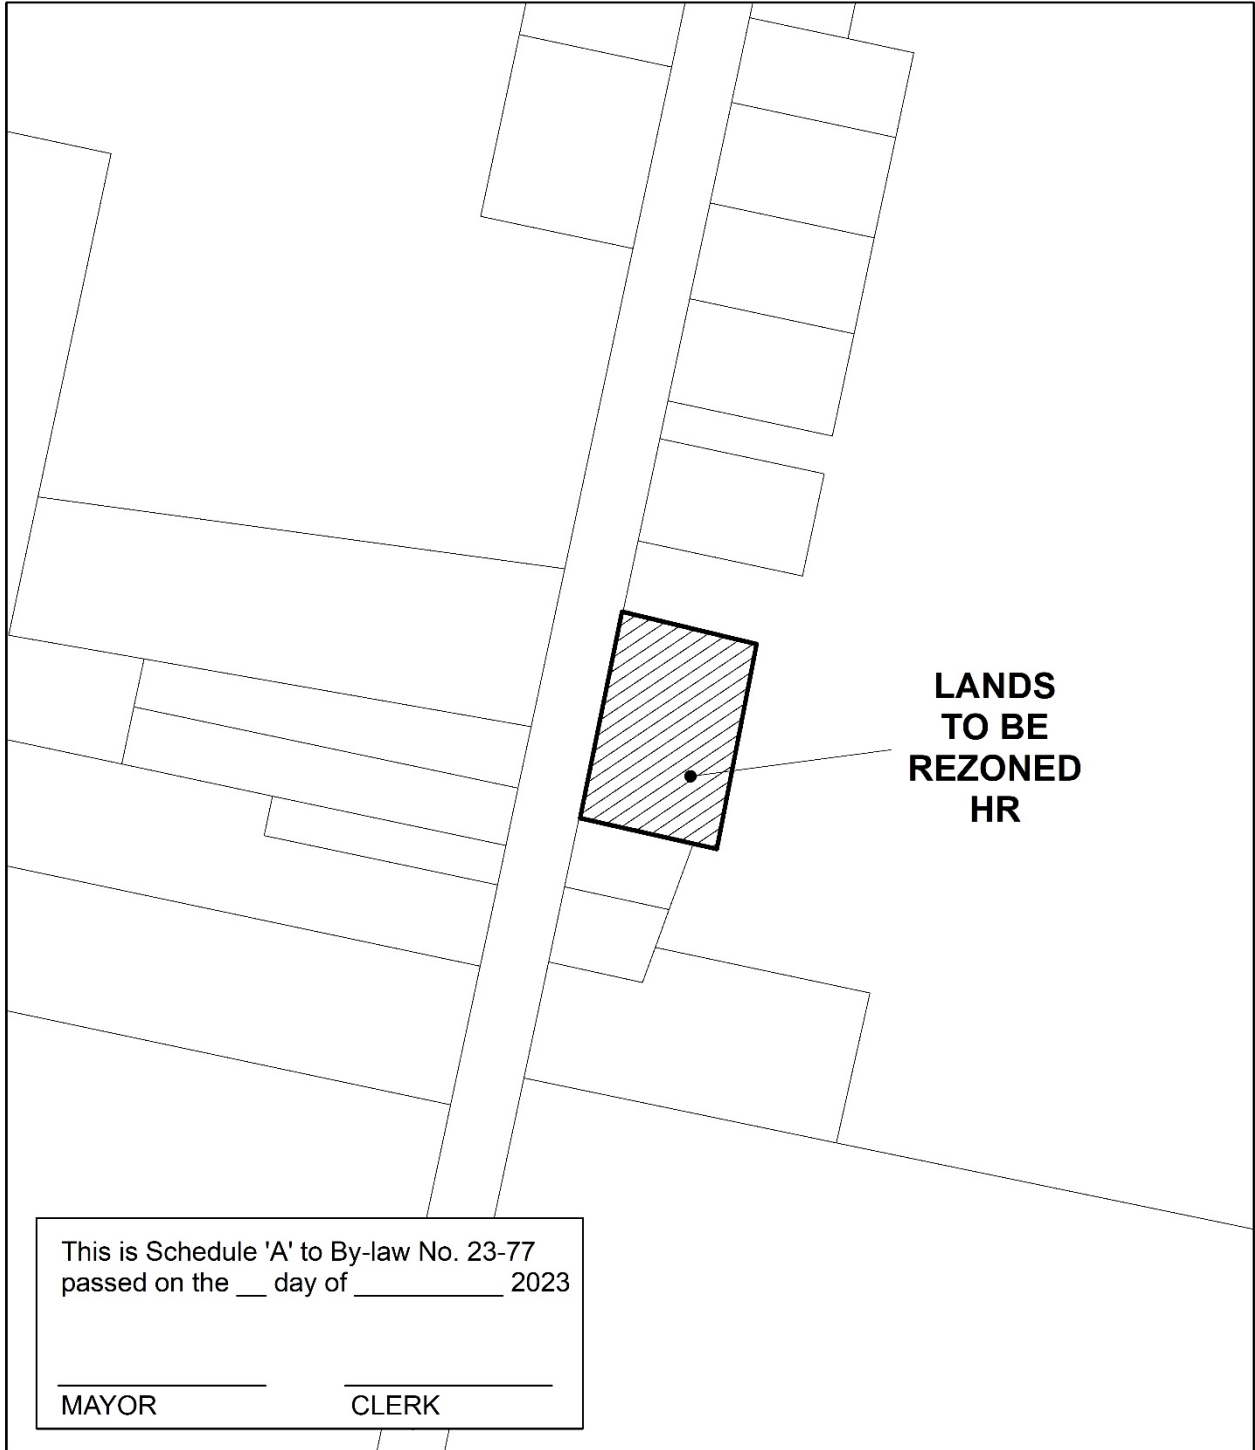 LANDS
TO BE
REZONED
HR
This is Schedule 'A' to By-law No. 23-77
passed on the __ day of __________ 2023
MAYOR CLERK